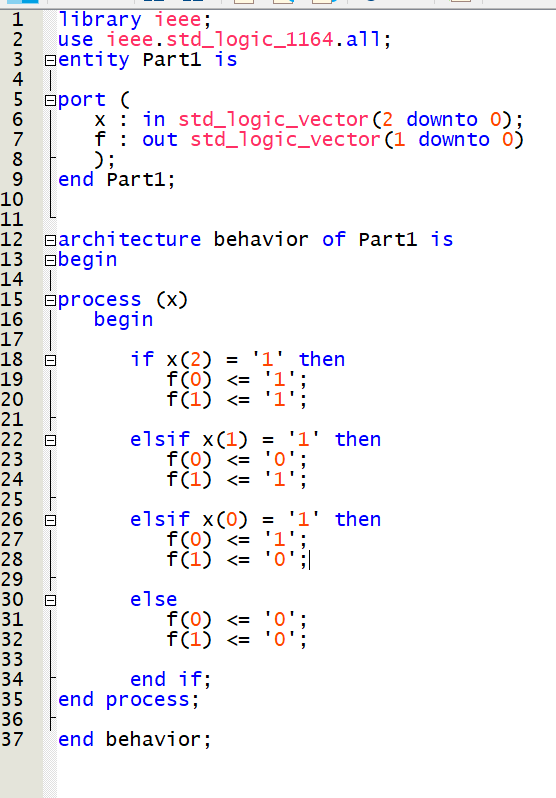 1 library ieee;
2 use ieee.std_logic_1164.all;
3 entity Part1 is
4
5 port (
6 x : in std_logic_vector(2 downto 0);
7 f : out std_logic_vector(1 downto 0)
8 );
9 end Part1;
10
11
12 architecture behavior of Part1 is
13 begin
14
15 process (x)
16 begin
17
18 if x(2) = '1' then
19 f(0) <= '1';
20 f(1) <= '1';
21
22 elsif x(1) = '1' then
23 f(0) <= '0';
24 f(1) <= '1';
25
26 elsif x(0) = '1' then
27 f(0) <= '1';
28 f(1) <= '0';
29
30 else
31 f(0) <= '0';
32 f(1) <= '0';
33
34 end if;
35 end process;
36
37 end behavior;